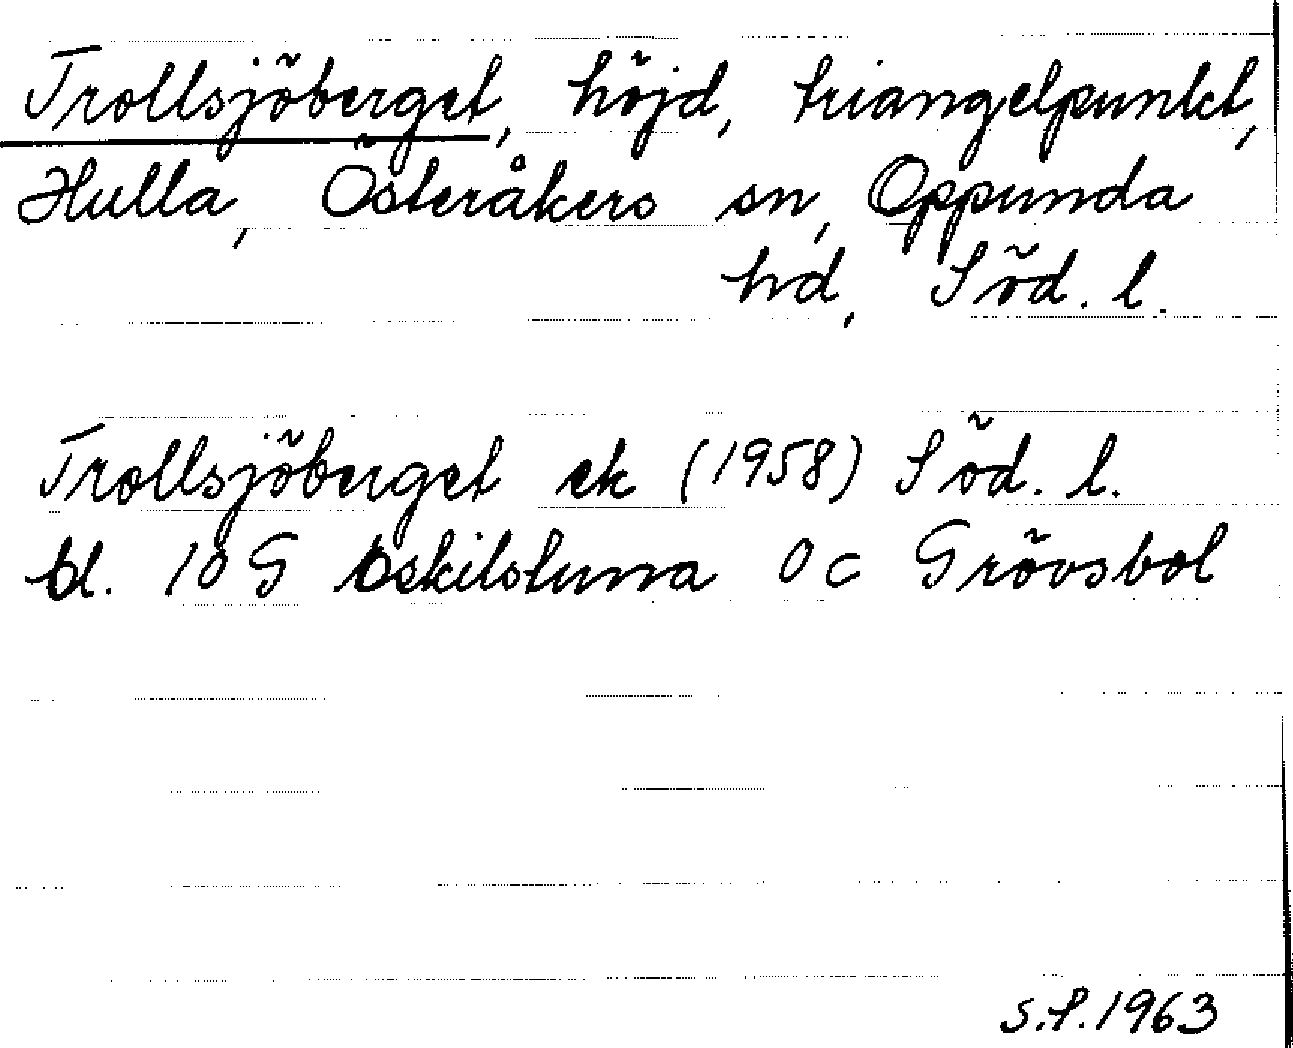 Trollsjöberget, höjd, triangelpunkt,
Hulla, Österåkers sn, Oppunda
hd, Söd. l.
Trollsjöberget ek (1958) Söd. l.
bl. 10 G Eskilstuna 0 c Grövsbol
S.S. 1963